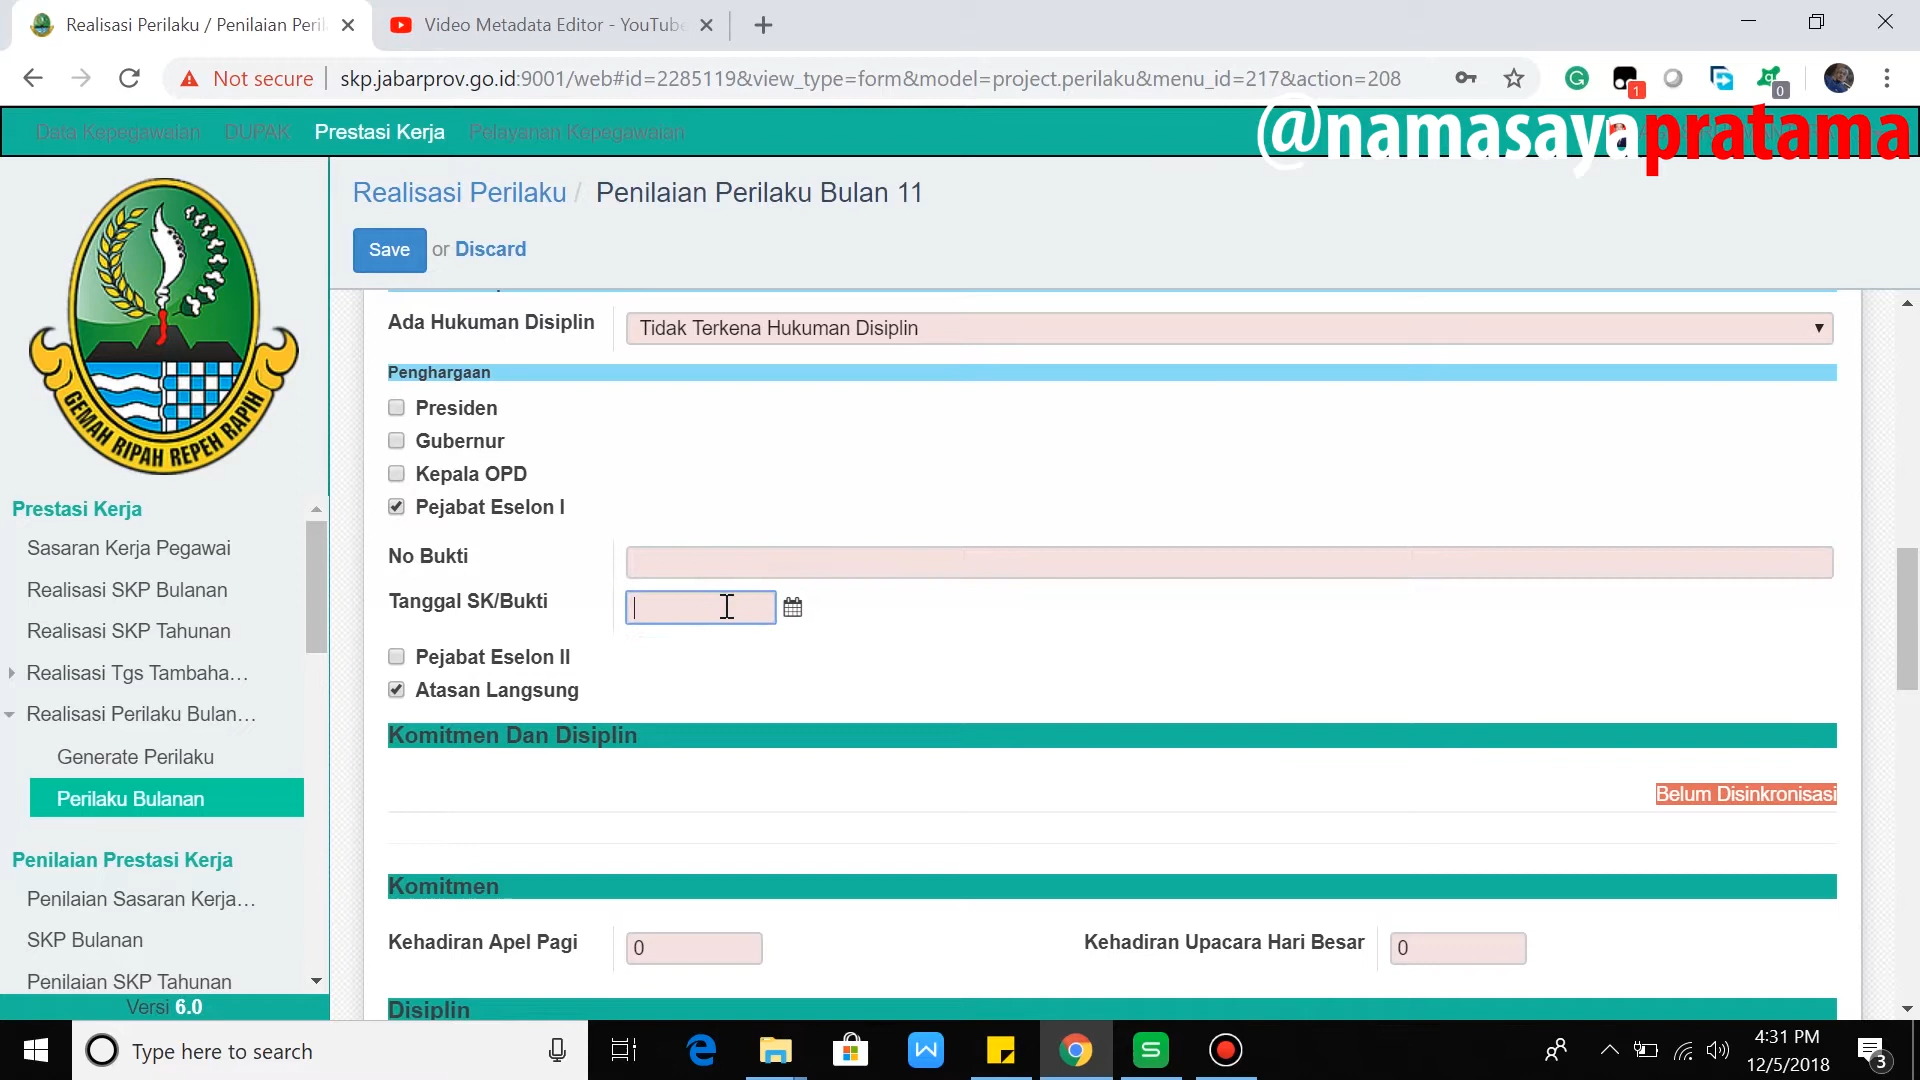 Realisasi Perilaku / Penilaian Peril
Video Metadata Editor - YouTube
Not secure
skp.jabarprov.go.id:9001/web#id=2285119&view_type=form&model=project.perilaku&menu_id=217&action=208
1
0
Data Kepegawaian DUPAK Prestasi Kerja Pelayanan Kepegawaian
@namasayapratama
GEMAH RIPAH REPEH RAPIH
Realisasi Perilaku / Penilaian Perilaku Bulan 11
Save or Discard
Ada Hukuman Disiplin Tidak Terkena Hukuman Disiplin
Penghargaan
Presiden
Gubernur
Kepala OPD
Pejabat Eselon I
No Bukti
Tanggal SK/Bukti
Pejabat Eselon II
Atasan Langsung
Komitmen Dan Disiplin
Belum Disinkronisasi
Komitmen
Kehadiran Apel Pagi 0 Kehadiran Upacara Hari Besar 0
Disiplin
Prestasi Kerja
Sasaran Kerja Pegawai
Realisasi SKP Bulanan
Realisasi SKP Tahunan
Realisasi Tgs Tambaha...
Realisasi Perilaku Bulan...
Generate Perilaku
Perilaku Bulanan
Penilaian Prestasi Kerja
Penilaian Sasaran Kerja...
SKP Bulanan
Penilaian SKP Tahunan
Versi 6.0
Type here to search
4:31 PM
12/5/2018
3